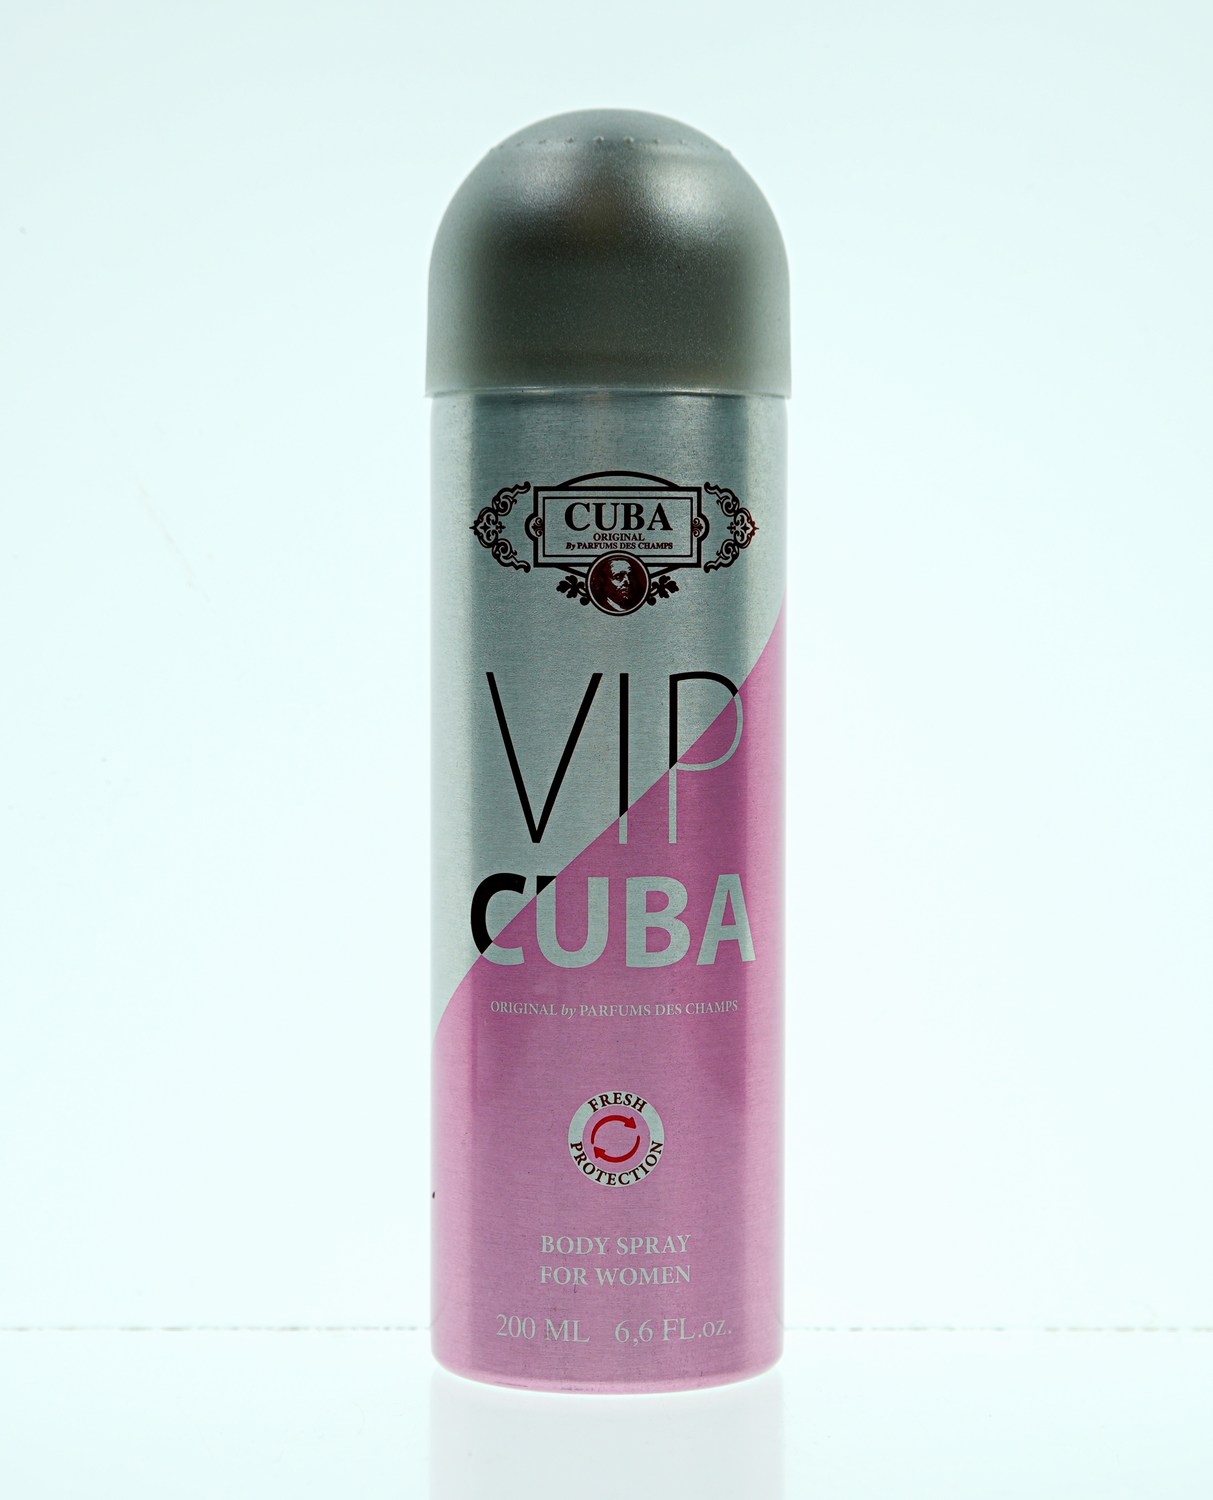 CUBA
ORIGINAL
By PARFUMS DES CHAMPS
VIP
CUBA
ORIGINAL by PARFUMS DES CHAMPS
FRESH
PROTECTION
BODY SPRAY
FOR WOMEN
200 ML 6,6 FL.oz.